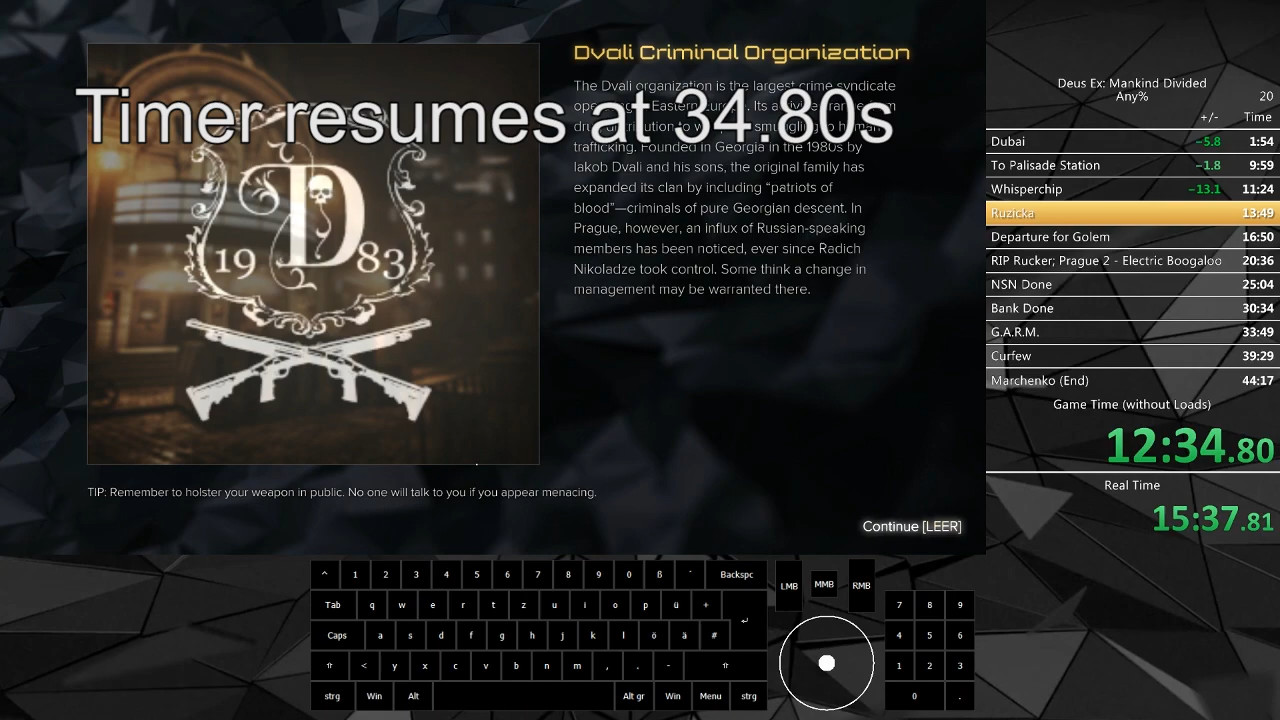 Dvali Criminal Organization
The Dvali organization is the largest crime syndicate
Timer resumes at 34.80s
trafficking. Founded in Georgia in the 1980s by
Iakob Dvali and his sons, the original family has
expanded its clan by including “patriots of
blood”—criminals of pure Georgian descent. In
Prague, however, an influx of Russian-speaking
members has been noticed, ever since Radich
Nikoladze took control. Some think a change in
management may be warranted there.
D
19 83
TIP: Remember to holster your weapon in public. No one will talk to you if you appear menacing.
Continue [LEER]
Deus Ex: Mankind Divided
Any% 20
+/- Time
Dubai −5.8 1:54
To Palisade Station −1.8 9:59
Whisperchip −13.1 11:24
Ruzicka 13:49
Departure for Golem 16:50
RIP Rucker; Prague 2 - Electric Boogaloo 20:36
NSN Done 25:04
Bank Done 30:34
G.A.R.M. 33:49
Curfew 39:29
Marchenko (End) 44:17
Game Time (without Loads)
12:34.80
Real Time
15:37.81
^ 1 2 3 4 5 6 7 8 9 0 ß ´ Backspc
Tab q w e r t z u i o p ü +
Caps a s d f g h j k l ö ä #
< y x c v b n m , . -
strg Win Alt Alt gr Win Menu strg
LMB MMB RMB
7 8 9
4 5 6
1 2 3
0 .